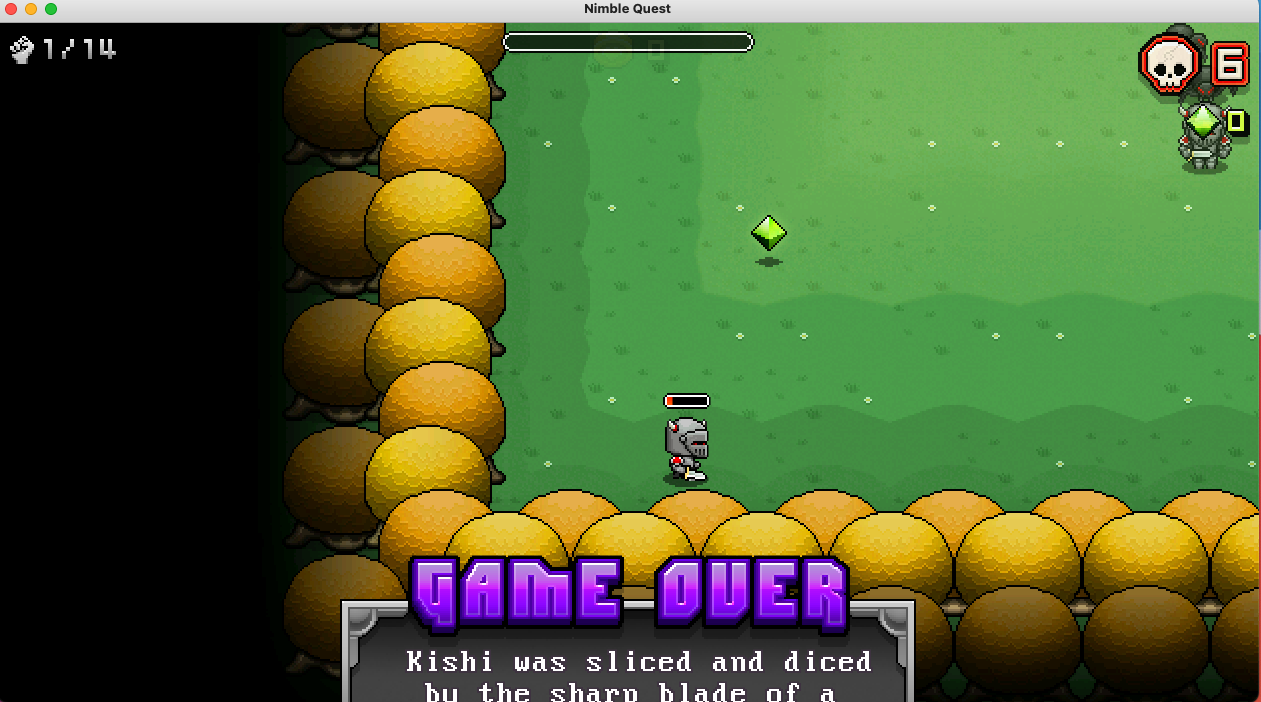 Nimble Quest
1/14
6
0
GAME OVER
Kishi was sliced and diced
by the sharp blade of a